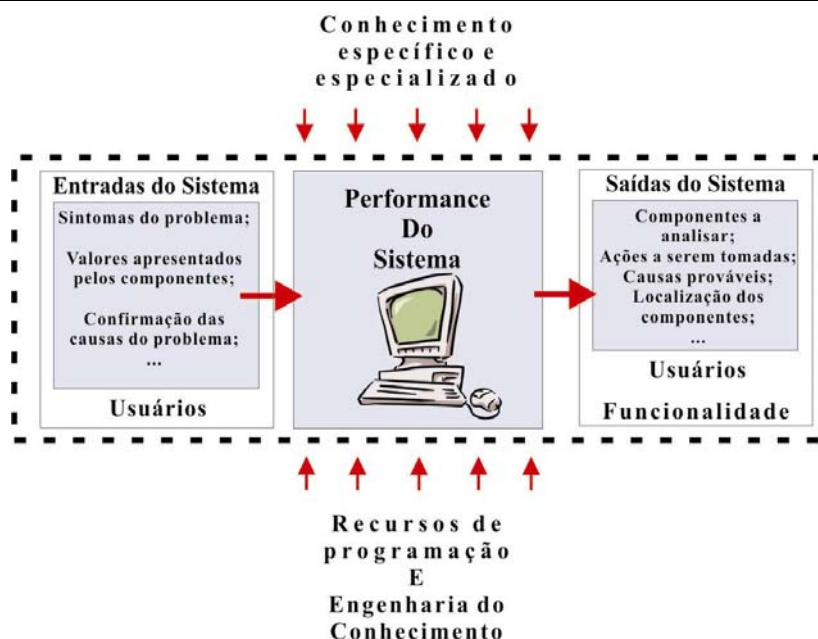 Conhecimento
específico e
especializado
Entradas do Sistema
Sintomas do problema;
Valores apresentados
pelos componentes;
Confirmação das
causas do problema;
...
Usuários
Performance
Do
Sistema
Saídas do Sistema
Componentes a
analisar;
Ações a serem tomadas;
Causas prováveis;
Localização dos
componentes;
...
Usuários
Funcionalidade
Recursos de
programação
E
Engenharia do
Conhecimento